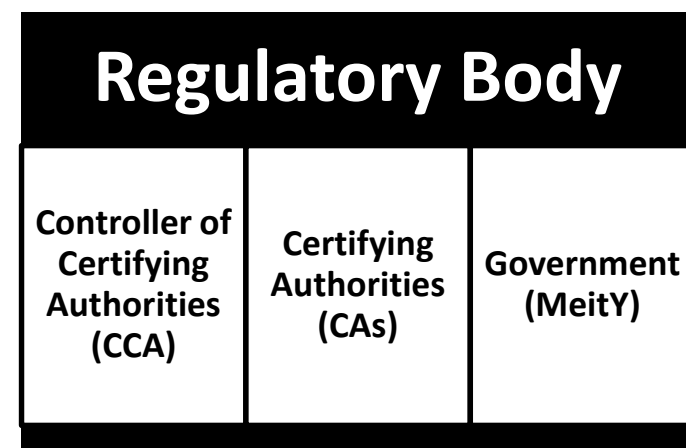 Regulatory Body
Controller of
Certifying
Authorities
(CCA)
Certifying
Authorities
(CAs)
Government
(MeitY)